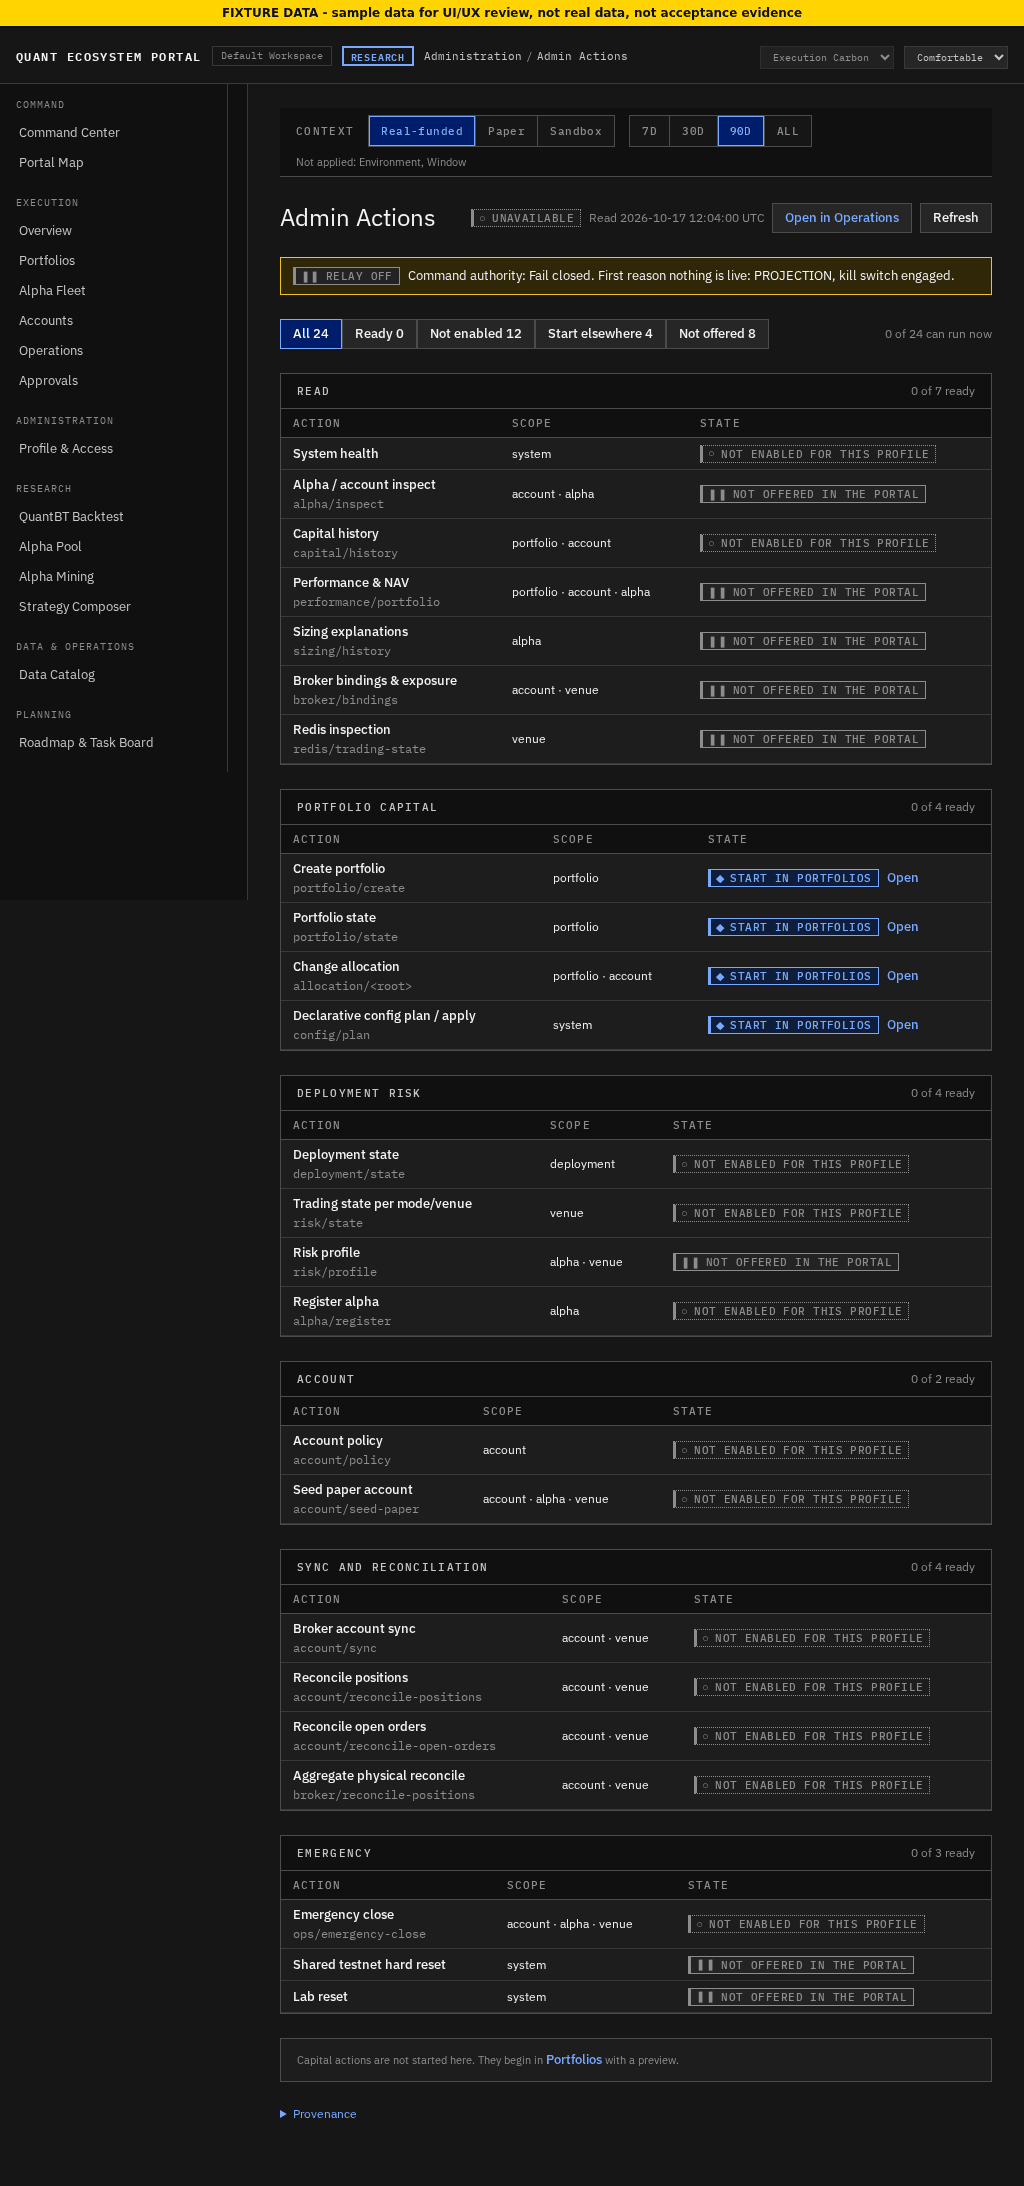 FIXTURE DATA - sample data for UI/UX review, not real data, not acceptance evidence
QUANT ECOSYSTEM PORTAL Default Workspace RESEARCH Administration / Admin Actions Execution Carbon Comfortable
COMMAND
Command Center
Portal Map
EXECUTION
Overview
Portfolios
Alpha Fleet
Accounts
Operations
Approvals
ADMINISTRATION
Profile & Access
RESEARCH
QuantBT Backtest
Alpha Pool
Alpha Mining
Strategy Composer
DATA & OPERATIONS
Data Catalog
PLANNING
Roadmap & Task Board
CONTEXT Real-funded Paper Sandbox 7D 30D 90D ALL
Not applied: Environment, Window
Admin Actions ○ UNAVAILABLE Read 2026-10-17 12:04:00 UTC Open in Operations Refresh
❚❚ RELAY OFF Command authority: Fail closed. First reason nothing is live: PROJECTION, kill switch engaged.
All 24 Ready 0 Not enabled 12 Start elsewhere 4 Not offered 8 0 of 24 can run now
READ 0 of 7 ready
ACTION SCOPE STATE
System health system ○ NOT ENABLED FOR THIS PROFILE
Alpha / account inspect
alpha/inspect account · alpha ❚❚ NOT OFFERED IN THE PORTAL
Capital history
capital/history portfolio · account ○ NOT ENABLED FOR THIS PROFILE
Performance & NAV
performance/portfolio portfolio · account · alpha ❚❚ NOT OFFERED IN THE PORTAL
Sizing explanations
sizing/history alpha ❚❚ NOT OFFERED IN THE PORTAL
Broker bindings & exposure
broker/bindings account · venue ❚❚ NOT OFFERED IN THE PORTAL
Redis inspection
redis/trading-state venue ❚❚ NOT OFFERED IN THE PORTAL
PORTFOLIO CAPITAL 0 of 4 ready
ACTION SCOPE STATE
Create portfolio
portfolio/create portfolio ◆ START IN PORTFOLIOS Open
Portfolio state
portfolio/state portfolio ◆ START IN PORTFOLIOS Open
Change allocation
allocation/<root> portfolio · account ◆ START IN PORTFOLIOS Open
Declarative config plan / apply
config/plan system ◆ START IN PORTFOLIOS Open
DEPLOYMENT RISK 0 of 4 ready
ACTION SCOPE STATE
Deployment state
deployment/state deployment ○ NOT ENABLED FOR THIS PROFILE
Trading state per mode/venue
risk/state venue ○ NOT ENABLED FOR THIS PROFILE
Risk profile
risk/profile alpha · venue ❚❚ NOT OFFERED IN THE PORTAL
Register alpha
alpha/register alpha ○ NOT ENABLED FOR THIS PROFILE
ACCOUNT 0 of 2 ready
ACTION SCOPE STATE
Account policy
account/policy account ○ NOT ENABLED FOR THIS PROFILE
Seed paper account
account/seed-paper account · alpha · venue ○ NOT ENABLED FOR THIS PROFILE
SYNC AND RECONCILIATION 0 of 4 ready
ACTION SCOPE STATE
Broker account sync
account/sync account · venue ○ NOT ENABLED FOR THIS PROFILE
Reconcile positions
account/reconcile-positions account · venue ○ NOT ENABLED FOR THIS PROFILE
Reconcile open orders
account/reconcile-open-orders account · venue ○ NOT ENABLED FOR THIS PROFILE
Aggregate physical reconcile
broker/reconcile-positions account · venue ○ NOT ENABLED FOR THIS PROFILE
EMERGENCY 0 of 3 ready
ACTION SCOPE STATE
Emergency close
ops/emergency-close account · alpha · venue ○ NOT ENABLED FOR THIS PROFILE
Shared testnet hard reset system ❚❚ NOT OFFERED IN THE PORTAL
Lab reset system ❚❚ NOT OFFERED IN THE PORTAL
Capital actions are not started here. They begin in Portfolios with a preview.
▶ Provenance